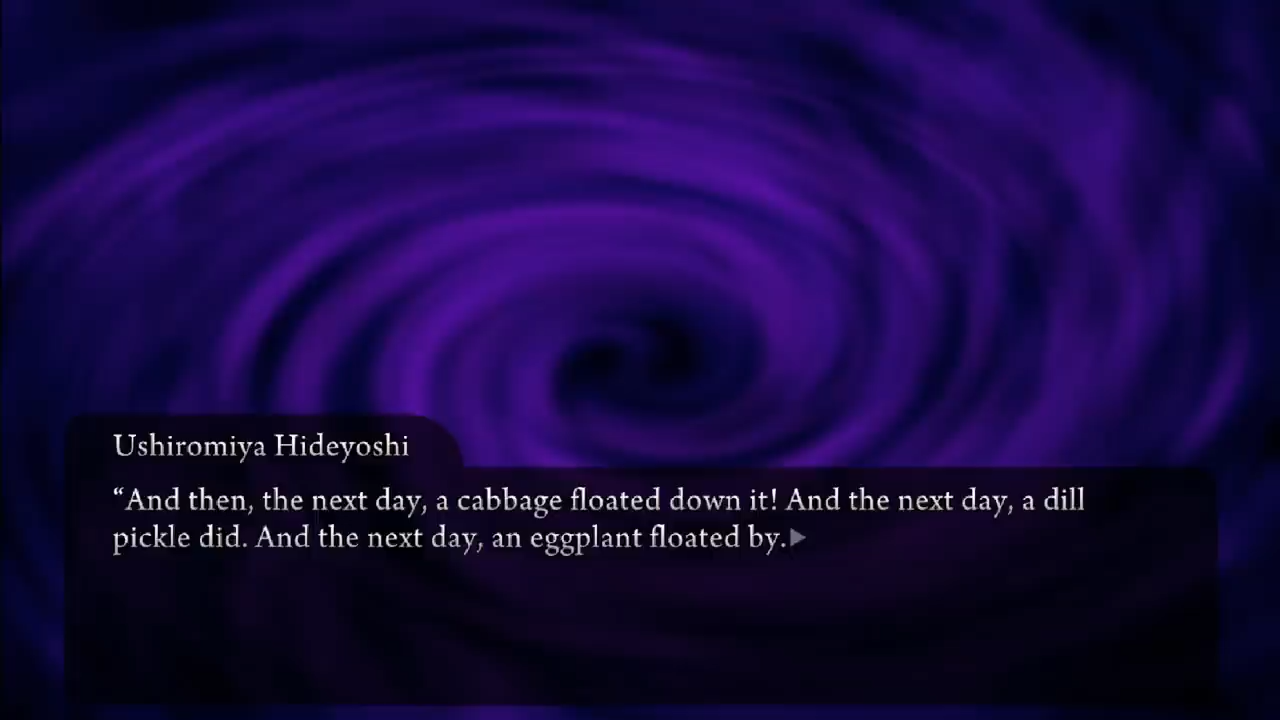 Ushiromiya Hideyoshi
“And then, the next day, a cabbage floated down it! And the next day, a dill
pickle did. And the next day, an eggplant floated by.